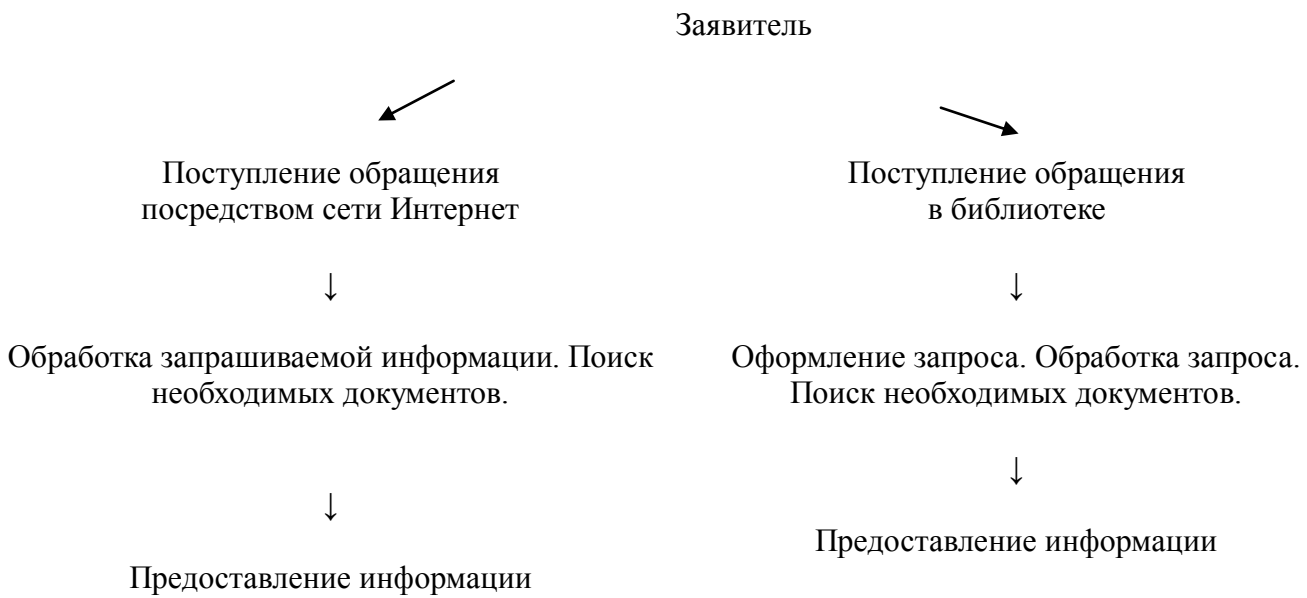 Заявитель
Поступление обращения
посредством сети Интернет
↓
Обработка запрашиваемой информации. Поиск
необходимых документов.
↓
Предоставление информации
Поступление обращения
в библиотеке
↓
Оформление запроса. Обработка запроса.
Поиск необходимых документов.
↓
Предоставление информации